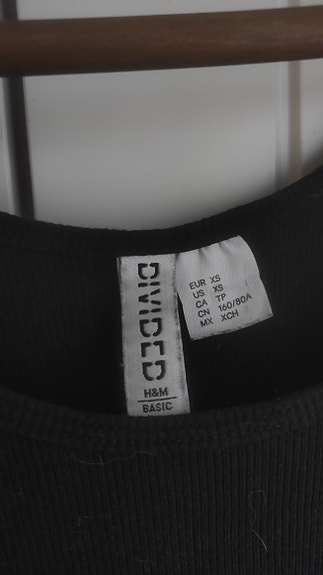 DIVIDED
H&M
BASIC
EUR XS
US XS
CA TP
CN 160/80A
MX XCH